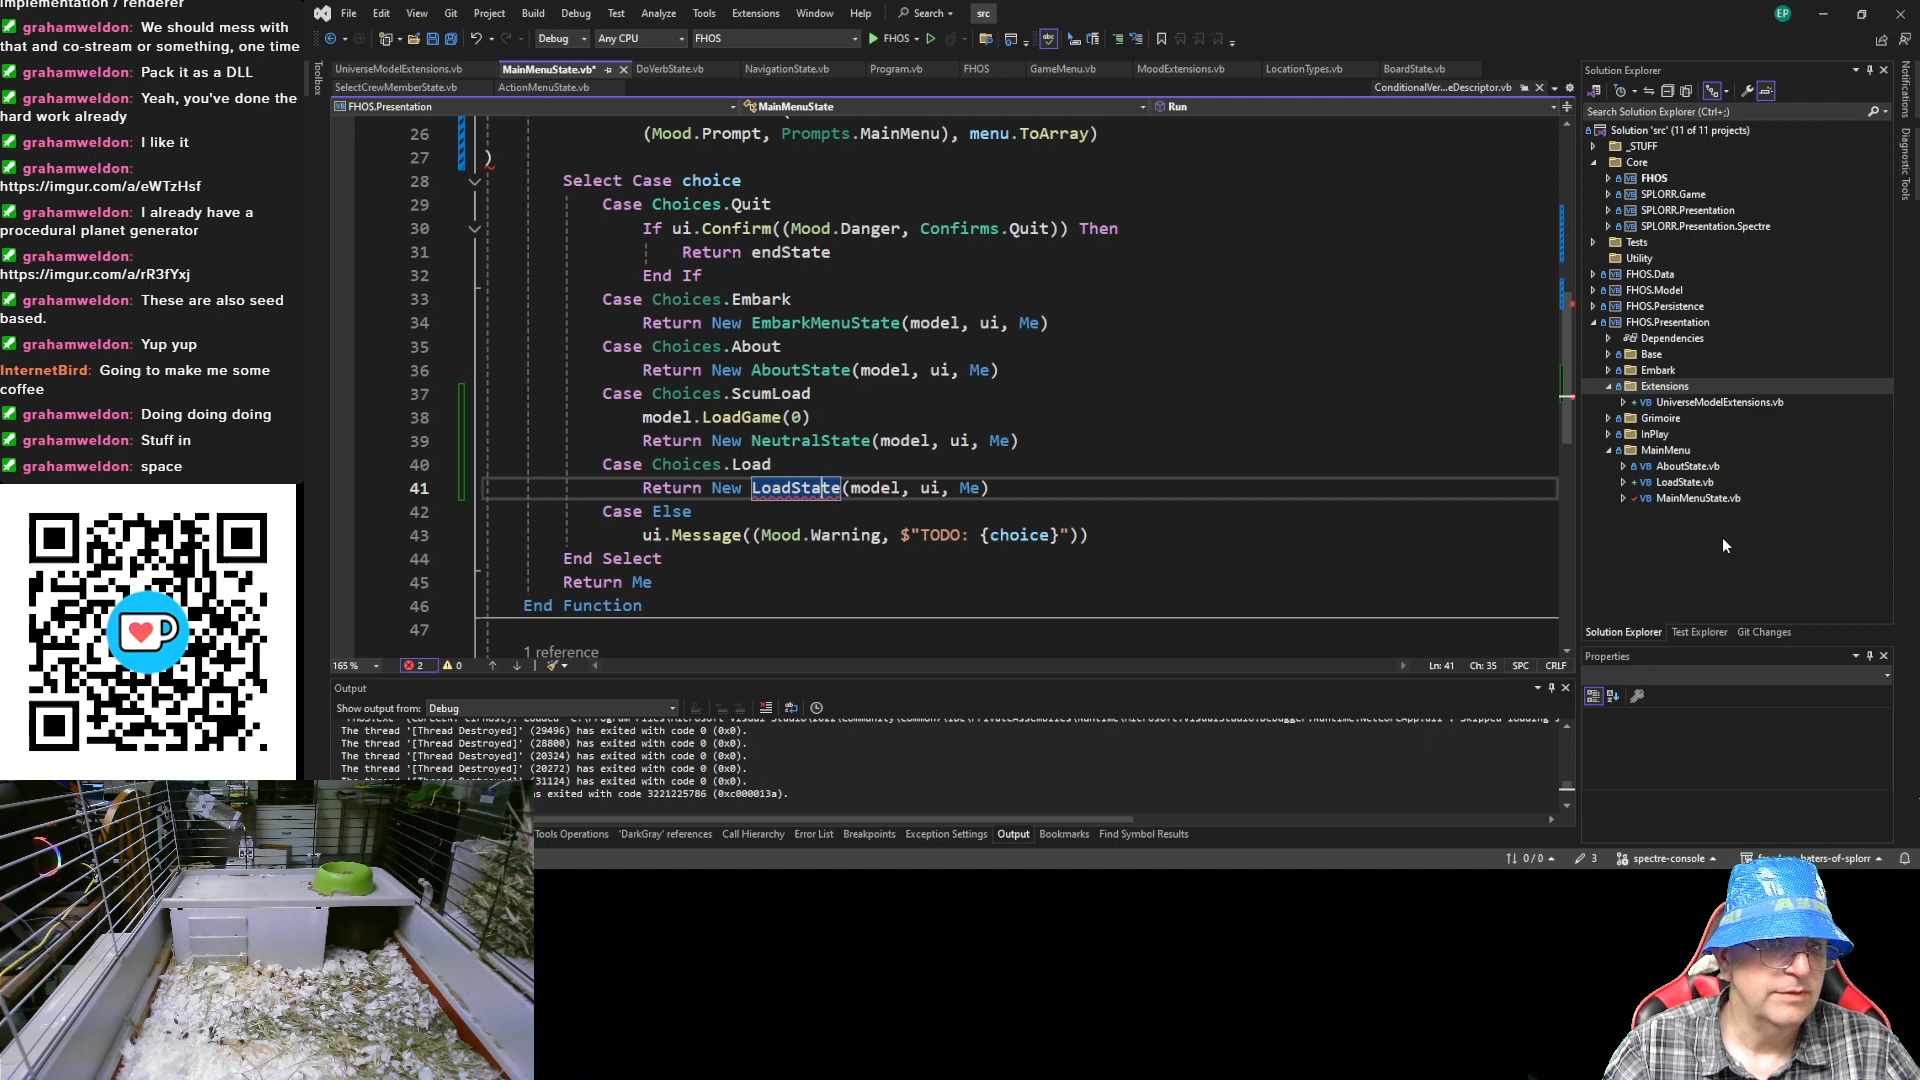 implementation / renderer
grahamweldon: We should mess with
that and co-stream or something, one time
grahamweldon: Pack it as a DLL
grahamweldon: Yeah, you've done the
hard work already
grahamweldon: I like it
grahamweldon:
https://imgur.com/a/eWTzHsf
grahamweldon: I already have a
procedural planet generator
grahamweldon:
https://imgur.com/a/rR3fYxj
grahamweldon: These are also seed
based.
grahamweldon: Yup yup
InternetBird: Going to make me some
coffee
grahamweldon: Doing doing doing
grahamweldon: Stuff in
grahamweldon: space
File Edit View Git Project Build Debug Test Analyze Tools Extensions Window Help Search src EP
Debug Any CPU FHOS FHOS
Toolbox
UniverseModelExtensions.vb MainMenuState.vb* DoVerbState.vb NavigationState.vb Program.vb FHOS GameMenu.vb MoodExtensions.vb LocationTypes.vb BoardState.vb
SelectCrewMemberState.vb ActionMenuState.vb ConditionalVer...eDescriptor.vb
FHOS.Presentation MainMenuState Run
26 (Mood.Prompt, Prompts.MainMenu), menu.ToArray)
27 )
28 Select Case choice
29 Case Choices.Quit
30 If ui.Confirm((Mood.Danger, Confirms.Quit)) Then
31 Return endState
32 End If
33 Case Choices.Embark
34 Return New EmbarkMenuState(model, ui, Me)
35 Case Choices.About
36 Return New AboutState(model, ui, Me)
37 Case Choices.ScumLoad
38 model.LoadGame(0)
39 Return New NeutralState(model, ui, Me)
40 Case Choices.Load
41 Return New LoadState(model, ui, Me)
42 Case Else
43 ui.Message((Mood.Warning, $"TODO: {choice}"))
44 End Select
45 Return Me
46 End Function
47
1 reference
165 % 2 0 Ln: 41 Ch: 35 SPC CRLF
Output
Show output from: Debug
The thread '[Thread Destroyed]' (29496) has exited with code 0 (0x0).
The thread '[Thread Destroyed]' (28800) has exited with code 0 (0x0).
The thread '[Thread Destroyed]' (20324) has exited with code 0 (0x0).
The thread '[Thread Destroyed]' (20272) has exited with code 0 (0x0).
31124) has exited with code 0 (0x0).
s exited with code 3221225786 (0xc000013a).
Tools Operations 'DarkGray' references Call Hierarchy Error List Breakpoints Exception Settings Output Bookmarks Find Symbol Results
0 / 0 3 spectre-console baters-of-splorr
Solution Explorer
Search Solution Explorer (Ctrl+;)
Solution 'src' (11 of 11 projects)
_STUFF
Core
FHOS
SPLORR.Game
SPLORR.Presentation
SPLORR.Presentation.Spectre
Tests
Utility
FHOS.Data
FHOS.Model
FHOS.Persistence
FHOS.Presentation
Dependencies
Base
Embark
Extensions
UniverseModelExtensions.vb
Grimoire
InPlay
MainMenu
AboutState.vb
LoadState.vb
MainMenuState.vb
Solution Explorer Test Explorer Git Changes
Properties
Notifications
Diagnostic Tools